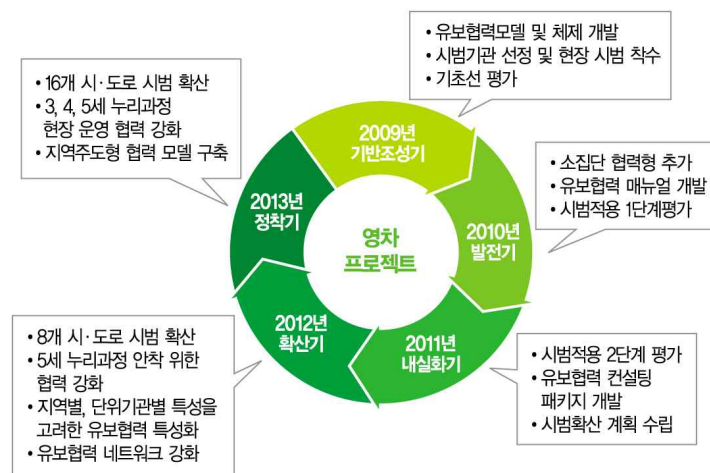 영차
프로젝트
2009년
기반조성기
• 유보협력모델 및 체제 개발
• 시범기관 선정 및 현장 시범 착수
• 기초선 평가
2010년
발전기
• 소집단 협력형 추가
• 유보협력 매뉴얼 개발
• 시범적용 1단계평가
2011년
내실화기
• 시범적용 2단계 평가
• 유보협력 컨설팅
패키지 개발
• 시범확산 계획 수립
2012년
확산기
• 8개 시·도로 시범 확산
• 5세 누리과정 안착 위한
협력 강화
• 지역별, 단위기관별 특성을
고려한 유보협력 특성화
• 유보협력 네트워크 강화
2013년
정착기
• 16개 시·도로 시범 확산
• 3, 4, 5세 누리과정
현장 운영 협력 강화
• 지역주도형 협력 모델 구축